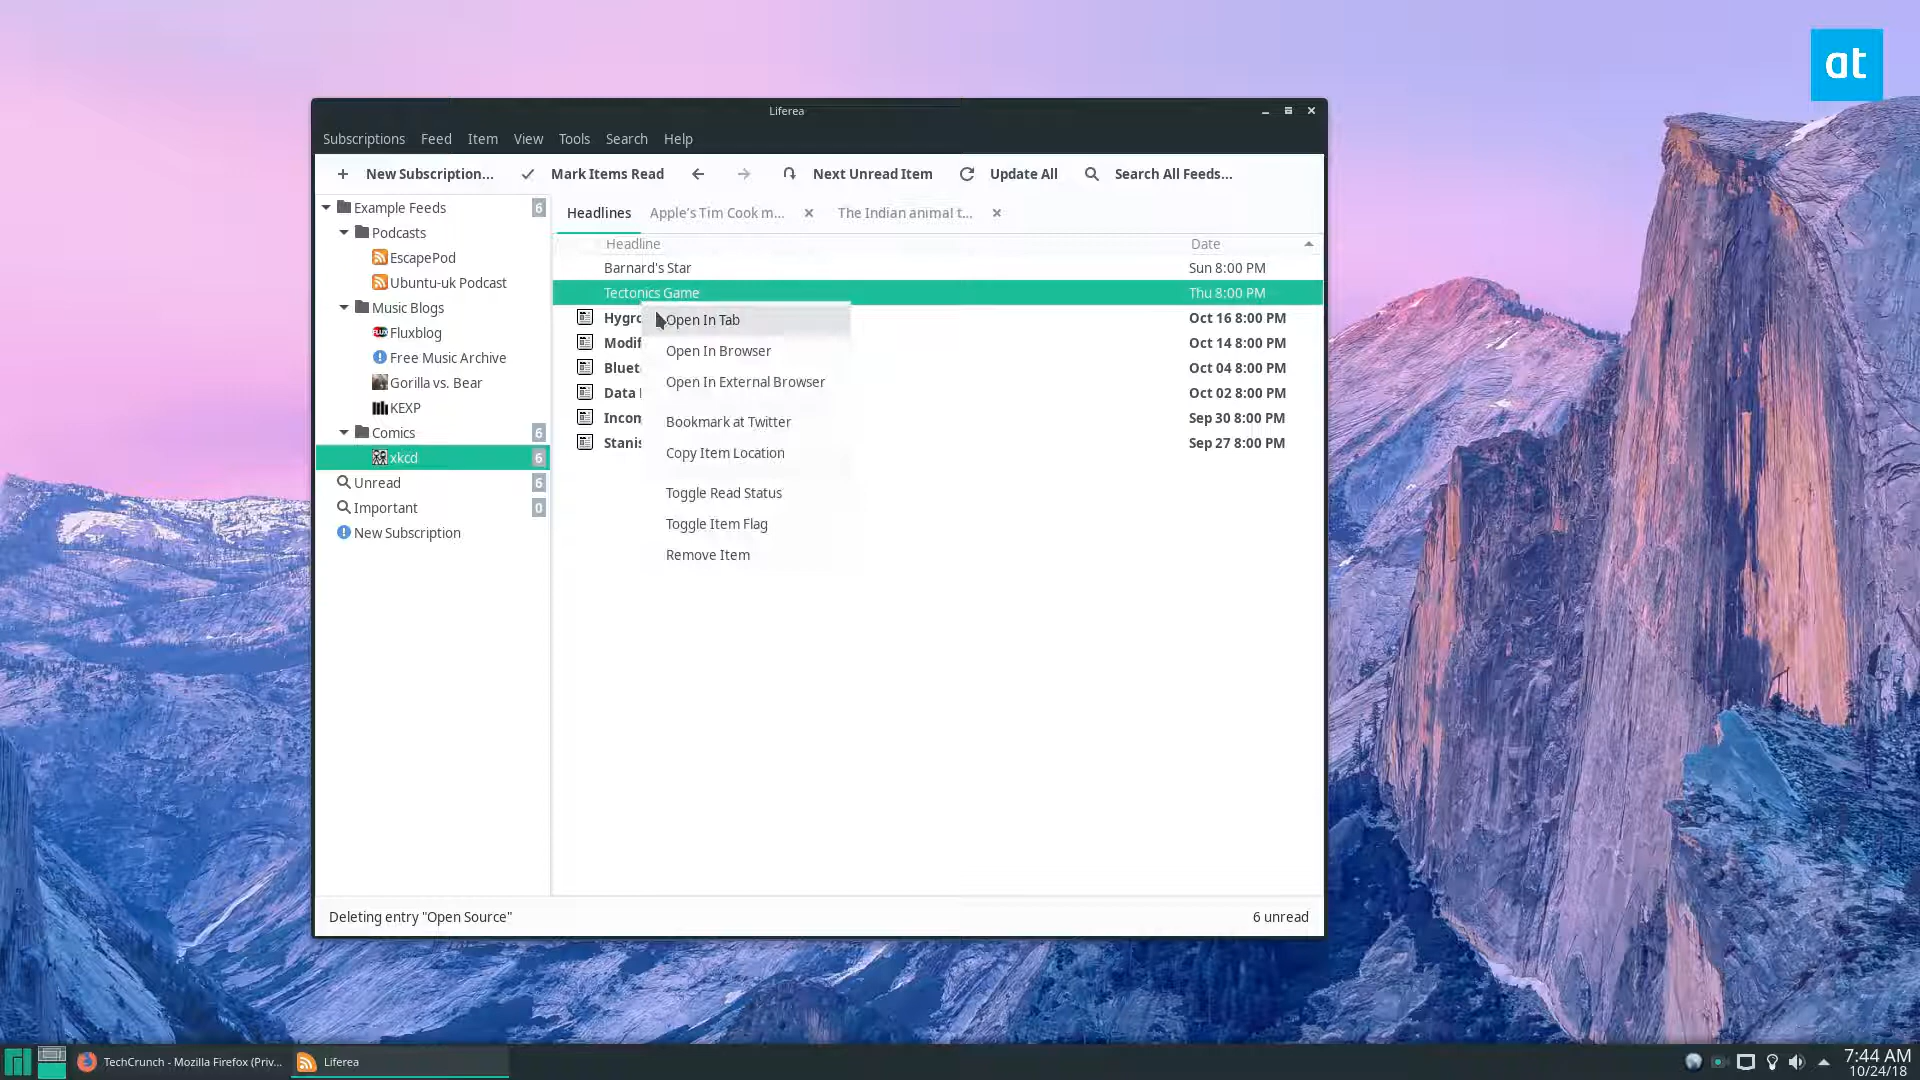 at
Liferea
Subscriptions Feed Item View Tools Search Help
New Subscription... Mark Items Read Next Unread Item Update All Search All Feeds...
Example Feeds 6
Podcasts
EscapePod
Ubuntu-uk Podcast
Music Blogs
Fluxblog
Free Music Archive
Gorilla vs. Bear
KEXP
Comics 6
xkcd 6
Unread 6
Important 0
New Subscription
Headlines Apple's Tim Cook m... The Indian animal t...
Headline Date
Barnard's Star Sun 8:00 PM
Tectonics Game Thu 8:00 PM
Hygro Oct 16 8:00 PM
Modif Oct 14 8:00 PM
Bluet Oct 04 8:00 PM
Data Oct 02 8:00 PM
Incom Sep 30 8:00 PM
Stanis Sep 27 8:00 PM
Open In Tab
Open In Browser
Open In External Browser
Bookmark at Twitter
Copy Item Location
Toggle Read Status
Toggle Item Flag
Remove Item
Deleting entry "Open Source" 6 unread
TechCrunch - Mozilla Firefox (Priv... Liferea 7:44 AM
10/24/18